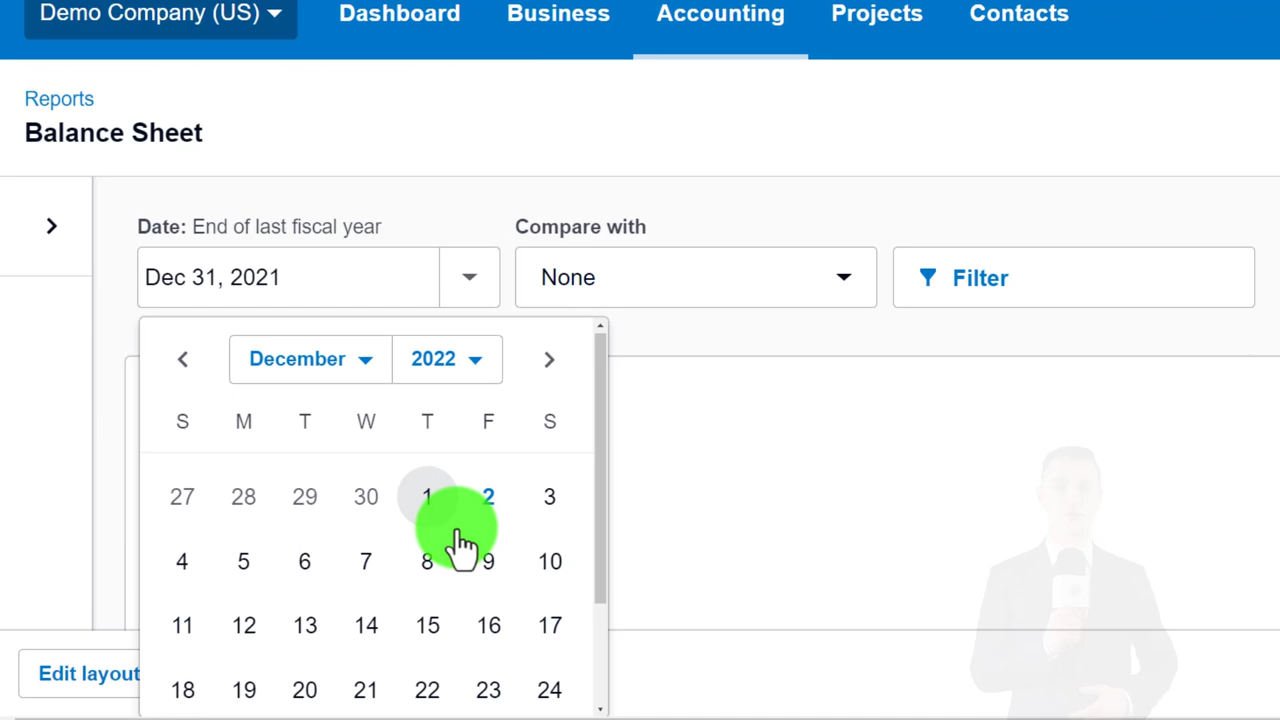 Demo Company (US) Dashboard Business Accounting Projects Contacts
Reports
Balance Sheet
Date: End of last fiscal year Compare with
Dec 31, 2021 None Filter
December 2022
S M T W T F S
27 28 29 30 1 2 3
4 5 6 7 8 9 10
11 12 13 14 15 16 17
Edit layout 18 19 20 21 22 23 24